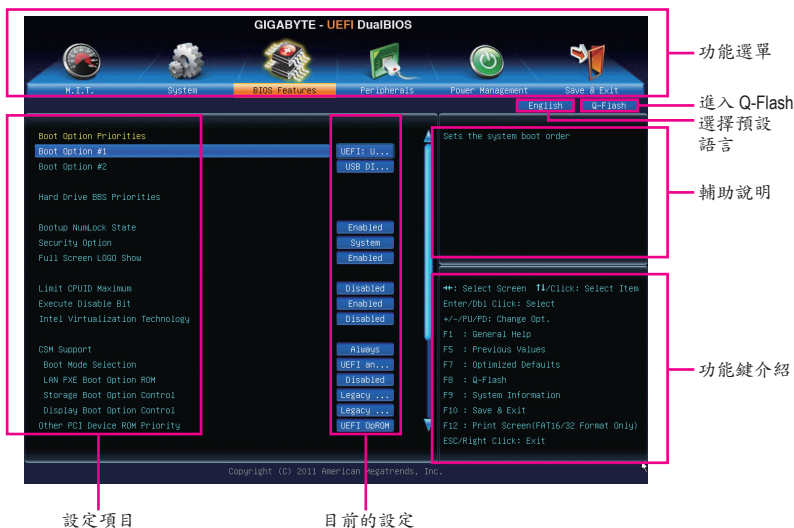 GIGABYTE - UEFI DualBIOS
M.I.T. System BIOS Features Peripherals Power Management Save & Exit
功能選單
English Q-Flash
進入 Q-Flash
選擇預設
語言
Boot Option Priorities
Boot Option #1 UEFI: U...
Boot Option #2 USB DI...
Hard Drive BBS Priorities
Bootup NumLock State Enabled
Security Option System
Full Screen LOGO Show Enabled
Limit CPUID Maximum Disabled
Execute Disable Bit Enabled
Intel Virtualization Technology Disabled
CSM Support Always
Boot Mode Selection UEFI an...
LAN PXE Boot Option ROM Disabled
Storage Boot Option Control Legacy ...
Display Boot Option Control Legacy ...
Other PCI Device ROM Priority UEFI OpROM
Sets the system boot order
輔助說明
→←: Select Screen ↑↓/Click: Select Item
Enter/Dbl Click: Select
+/-/PU/PD: Change Opt.
F1 : General Help
F5 : Previous Values
F7 : Optimized Defaults
F8 : Q-Flash
F9 : System Information
F10 : Save & Exit
F12 : Print Screen(FAT16/32 Format Only)
ESC/Right Click: Exit
功能鍵介紹
Copyright (C) 2011 American Megatrends, Inc.
設定項目
目前的設定